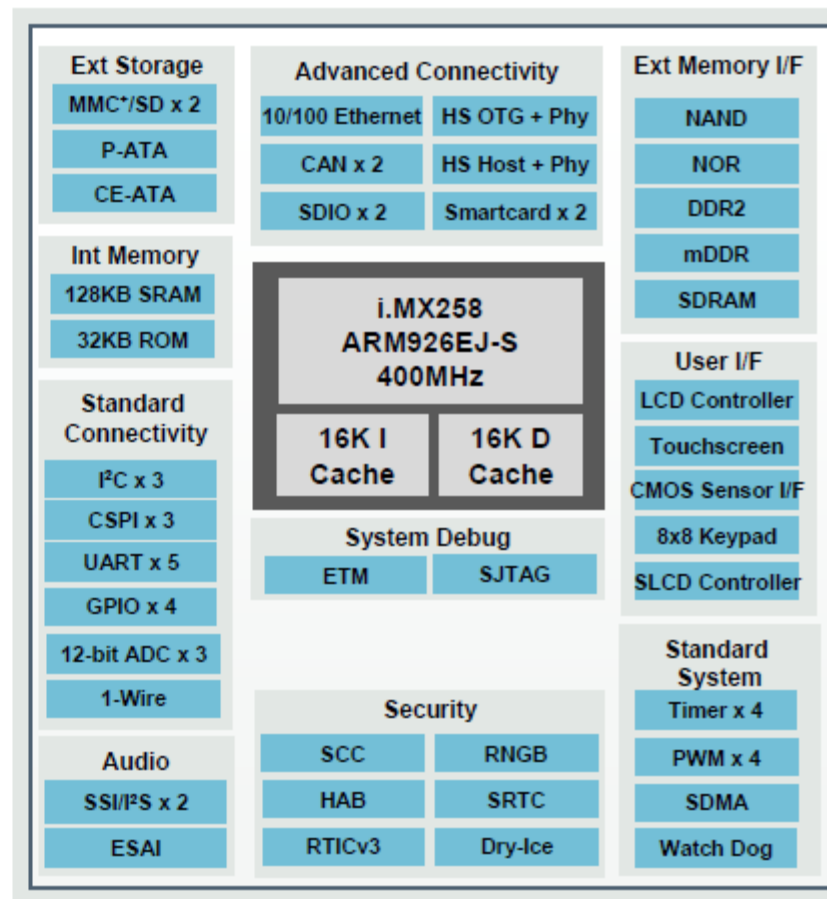 Ext Storage
MMC⁺/SD x 2
P-ATA
CE-ATA
Int Memory
128KB SRAM
32KB ROM
Standard
Connectivity
I²C x 3
CSPI x 3
UART x 5
GPIO x 4
12-bit ADC x 3
1-Wire
Audio
SSI/I²S x 2
ESAI
Advanced Connectivity
10/100 Ethernet
HS OTG + Phy
CAN x 2
HS Host + Phy
SDIO x 2
Smartcard x 2
i.MX258
ARM926EJ-S
400MHz
16K I
Cache
16K D
Cache
System Debug
ETM
SJTAG
Security
SCC
RNGB
HAB
SRTC
RTICv3
Dry-Ice
Ext Memory I/F
NAND
NOR
DDR2
mDDR
SDRAM
User I/F
LCD Controller
Touchscreen
CMOS Sensor I/F
8x8 Keypad
SLCD Controller
Standard
System
Timer x 4
PWM x 4
SDMA
Watch Dog